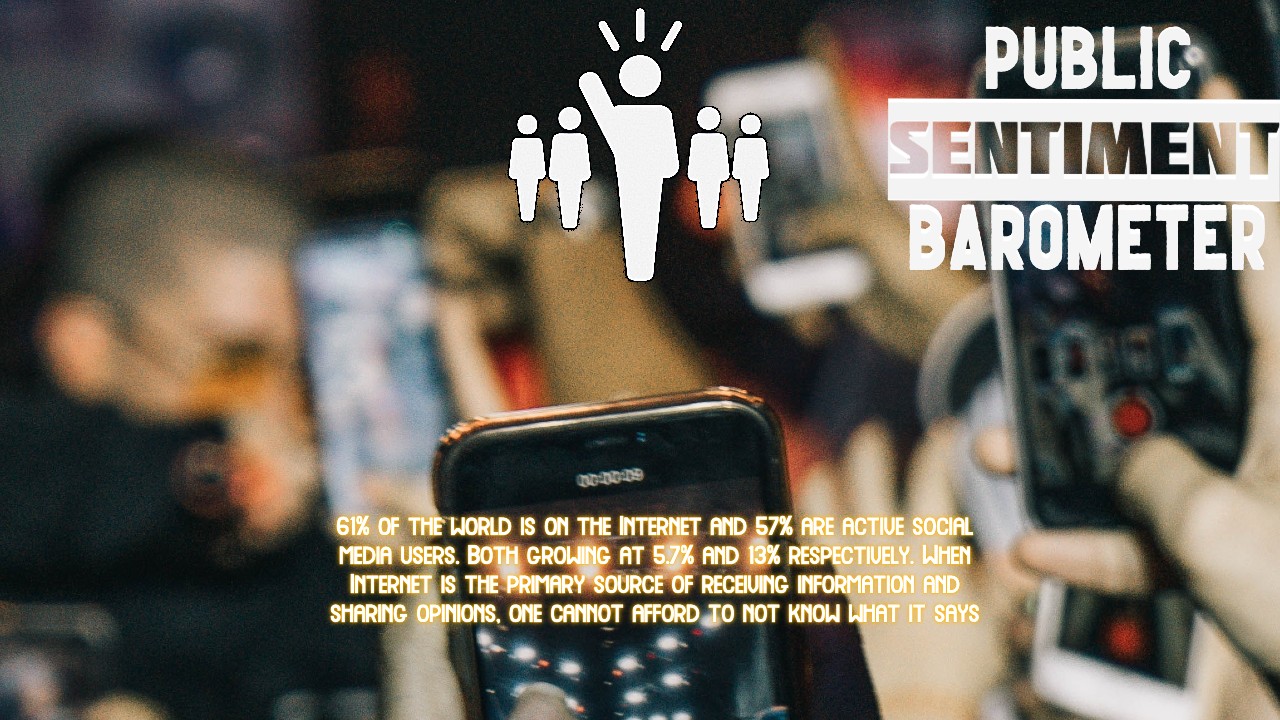 PUBLIC
SENTIMENT
BAROMETER
61% OF THE WORLD IS ON THE INTERNET AND 57% ARE ACTIVE SOCIAL
MEDIA USERS. BOTH GROWING AT 5.7% AND 13% RESPECTIVELY. WHEN
INTERNET IS THE PRIMARY SOURCE OF RECEIVING INFORMATION AND
SHARING OPINIONS, ONE CANNOT AFFORD TO NOT KNOW WHAT IT SAYS